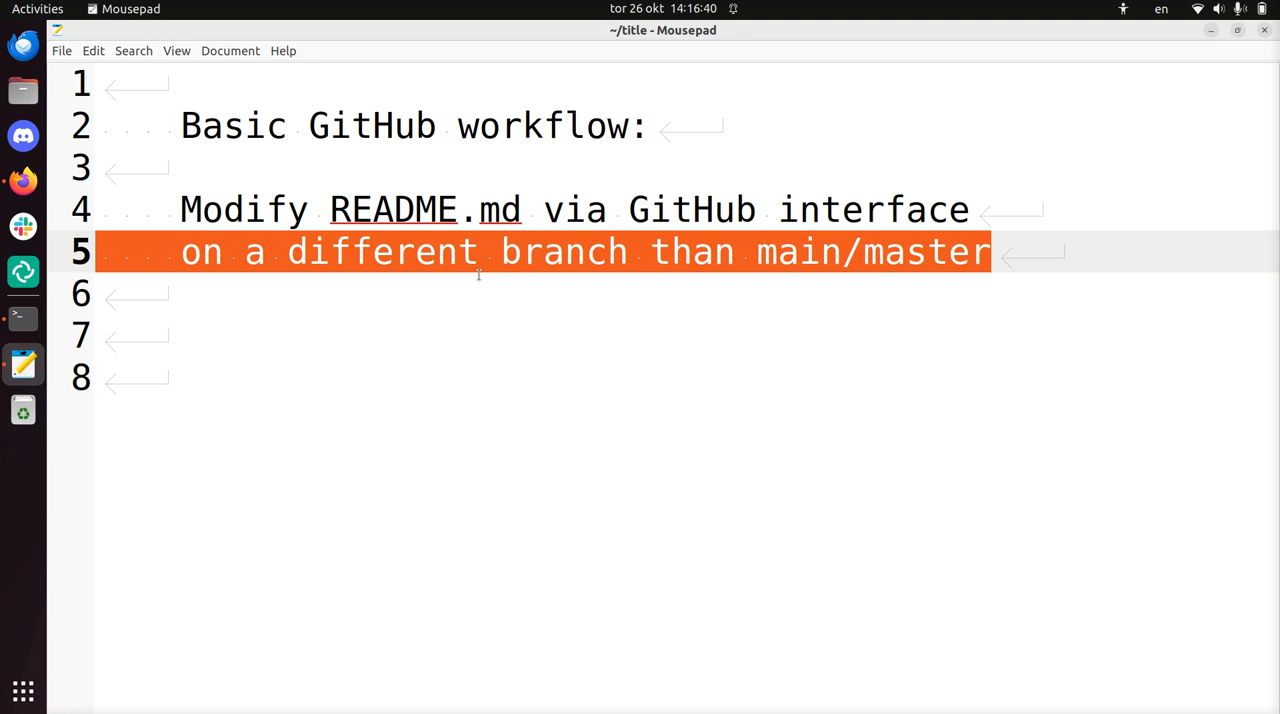 Activities Mousepad tor 26 okt 14:16:40 en
~/title - Mousepad
File Edit Search View Document Help
1
2 Basic GitHub workflow:
3
4 Modify README.md via GitHub interface
5 on a different branch than main/master
6
7
8